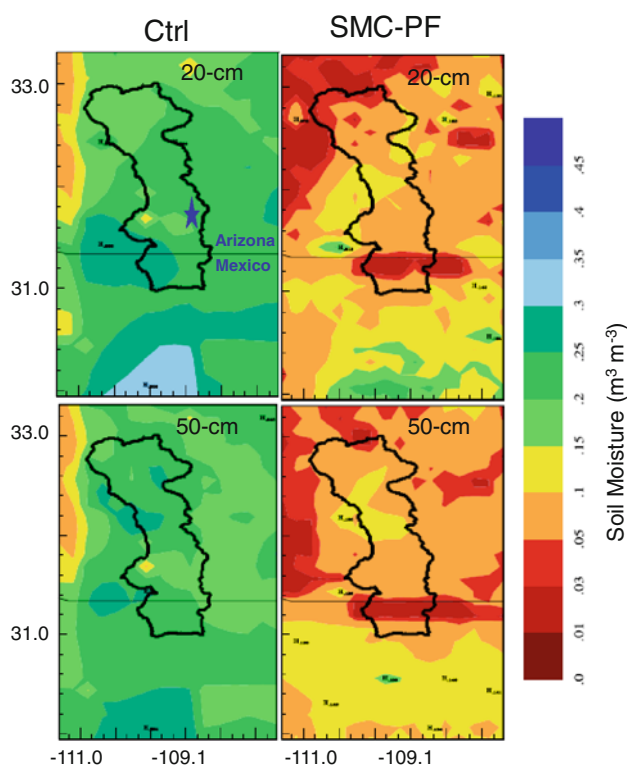 Ctrl SMC-PF
20-cm 20-cm
33.0
Arizona
Mexico
31.0
50-cm 50-cm
33.0
31.0
-111.0 -109.1 -111.0 -109.1
.45
.4
.35
.3
.25
.2
.15
.1
.05
.03
.01
.0
Soil Moisture (m³ m⁻³)